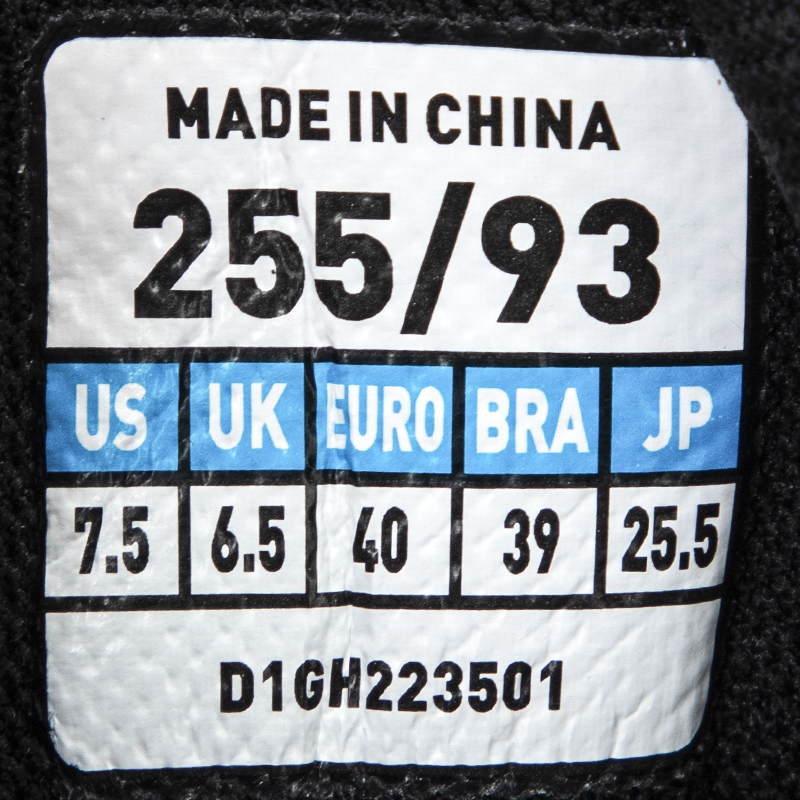 MADE IN CHINA
255/93
US UK EURO BRA JP
7.5 6.5 40 39 25.5
D1GH223501